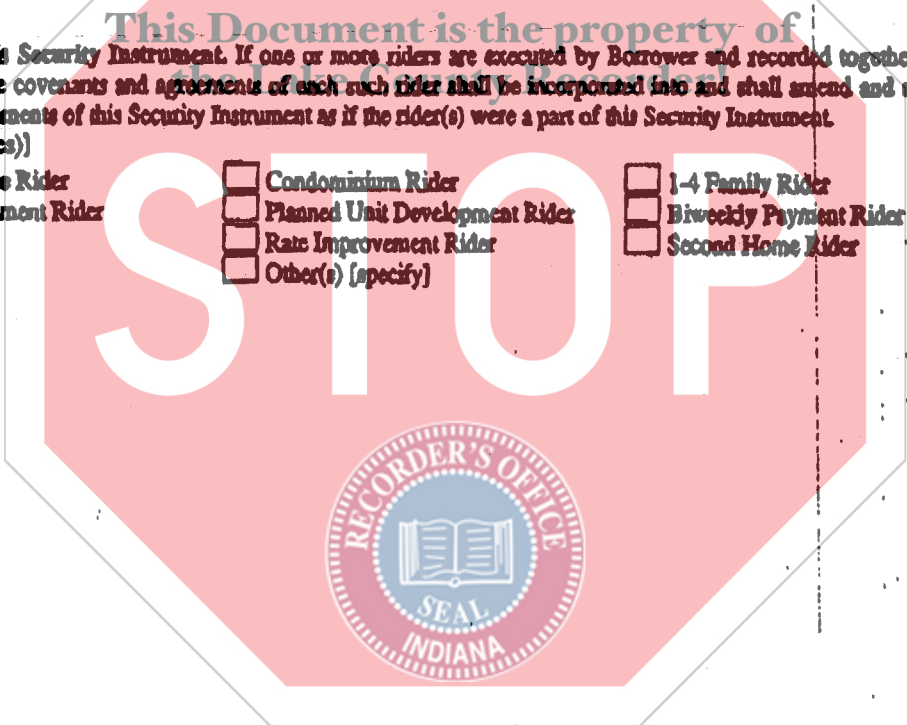 This Document is the property of
Security Instrument. If one or more riders are executed by Borrower and recorded
the Lake County Recorder!
covenants and agreements of each such rider shall be incorporated into and shall amend and
of this Security Instrument as if the rider(s) were a part of this Security Instrument.
Rider
Condominium Rider
1-4 Family Rider
Rider
Planned Unit Development Rider
Biweekly Payment Rider
Rate Improvement Rider
Second Home Rider
Other(s) [specify]
STOP
RECORDER'S OFFICE
SEAL
INDIANA